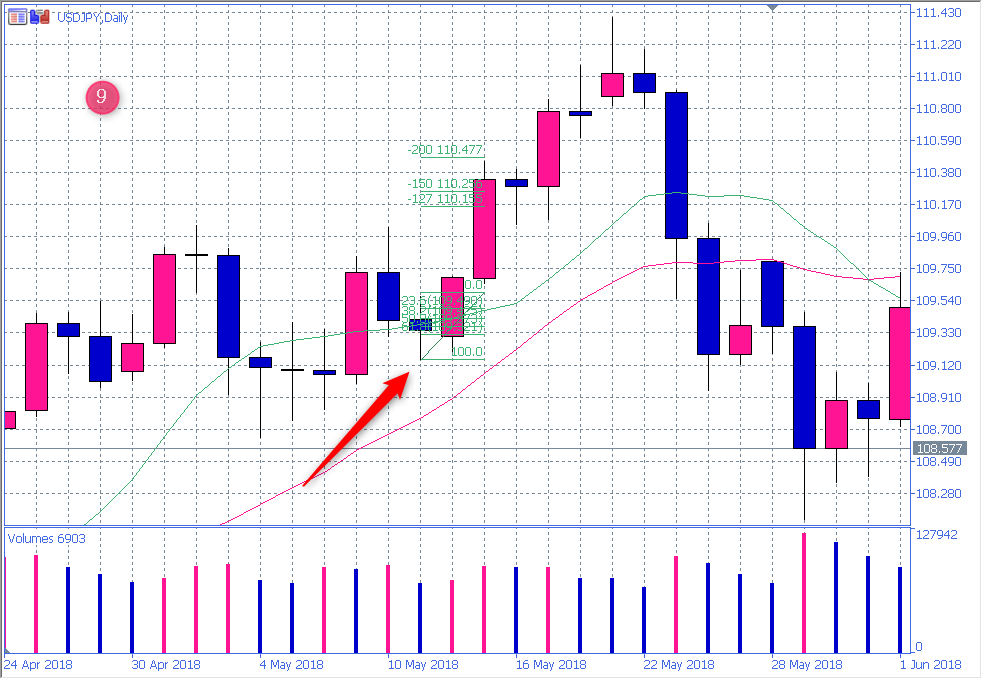 USDJPY,Daily
9
111.430
111.220
111.010
110.800
110.590
110.380
110.170
109.960
109.750
109.540
109.330
109.120
108.910
108.700
108.577
108.490
108.280
-200 110.477
-150 110.256
-127 110.155
0.0
100.0
Volumes 6903
127942
0
24 Apr 2018
30 Apr 2018
4 May 2018
10 May 2018
16 May 2018
22 May 2018
28 May 2018
1 Jun 2018